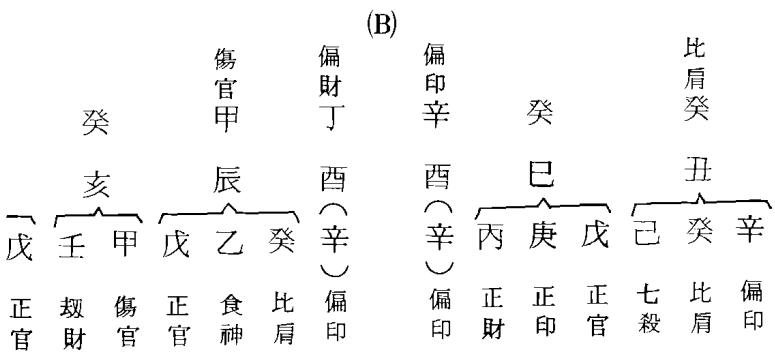 (B)
傷官 偏財 偏印 比肩
癸 甲 丁 辛 癸 癸
亥 辰 酉 酉 巳 丑
戊 壬 甲 戊 乙 癸 (辛) (辛) 丙 庚 戊 己 癸 辛
正官 劫財 傷官 正官 食神 比肩 偏印 偏印 正財 正印 正官 七殺 比肩 偏印